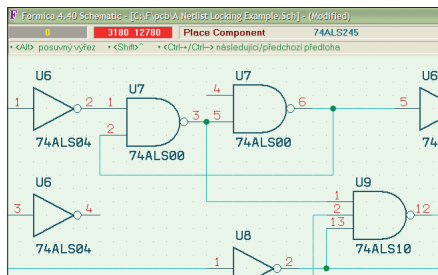 Formica 4.40 Schematic - [C:\F\pcb\A Netlist Locking Example.Sch] - (Modified)
0 3180 12780 Place Component 74ALS245
• <Alt> posuvný výřez • <Shift>^ • <Ctrl-+/Ctrl--> následující/předchozí předloha
U6 U7 U7 U6
4
1 2 1 3 5 6 5
2
74ALS04 74ALS00 74ALS00 74
U6 U9
1
3 4 2 12
13
74ALS04 U8 74ALS10
1 2